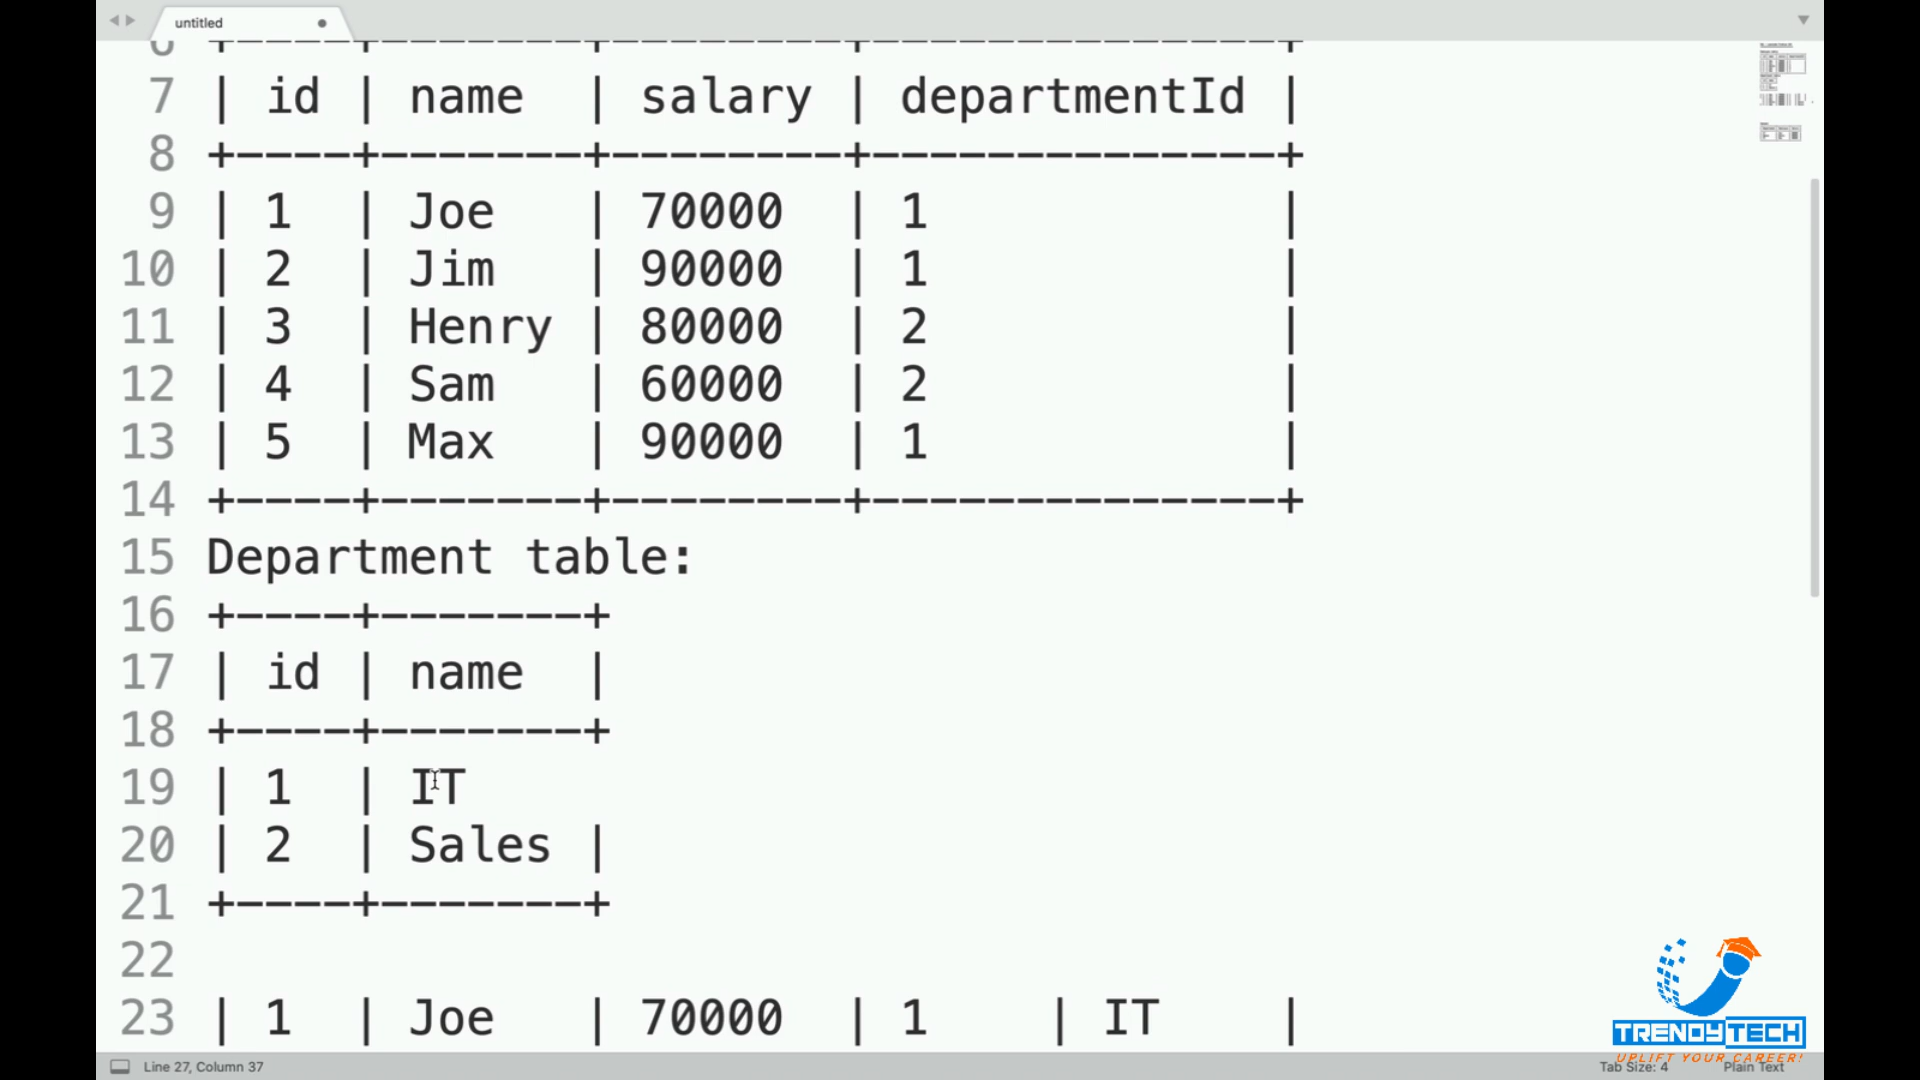 untitled
6 +----+-------+--------+--------------+
7 | id | name  | salary | departmentId |
8 +----+-------+--------+--------------+
9 | 1  | Joe   | 70000  | 1            |
10 | 2  | Jim   | 90000  | 1            |
11 | 3  | Henry | 80000  | 2            |
12 | 4  | Sam   | 60000  | 2            |
13 | 5  | Max   | 90000  | 1            |
14 +----+-------+--------+--------------+
15 Department table:
16 +----+-------+
17 | id | name  |
18 +----+-------+
19 | 1  | IT
20 | 2  | Sales |
21 +----+-------+
22
23 | 1  | Joe   | 70000  | 1    | IT    |
TRENDYTECH
UPLIFT YOUR CAREER!
Line 27, Column 37
Tab Size: 4
Plain Text